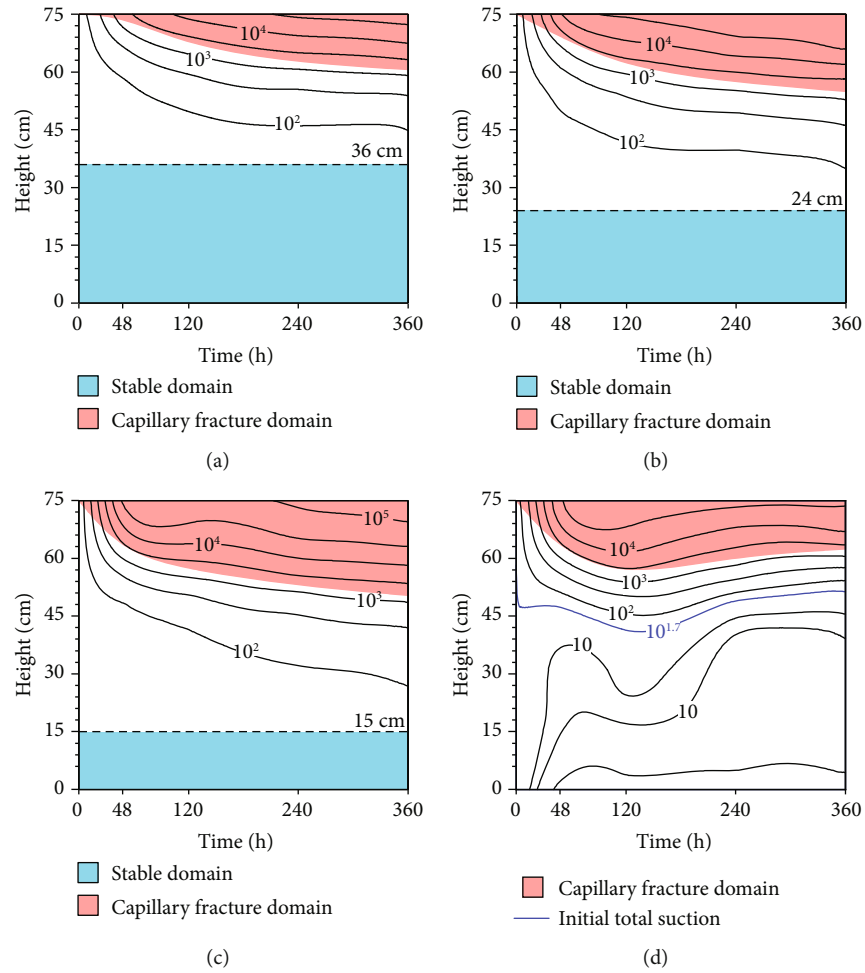 75
60
45
30
15
0
Height (cm)
10⁴
10³
10²
36 cm
0 48 120 240 360
Time (h)
Stable domain
Capillary fracture domain
(a)
75
60
45
30
15
0
Height (cm)
10⁴
10³
10²
24 cm
0 48 120 240 360
Time (h)
Stable domain
Capillary fracture domain
(b)
75
60
45
30
15
0
Height (cm)
10⁵
10⁴
10³
10²
15 cm
0 48 120 240 360
Time (h)
Stable domain
Capillary fracture domain
(c)
75
60
45
30
15
0
Height (cm)
10⁴
10³
10²
10¹·⁷
10
10
0 48 120 240 360
Time (h)
Capillary fracture domain
Initial total suction
(d)